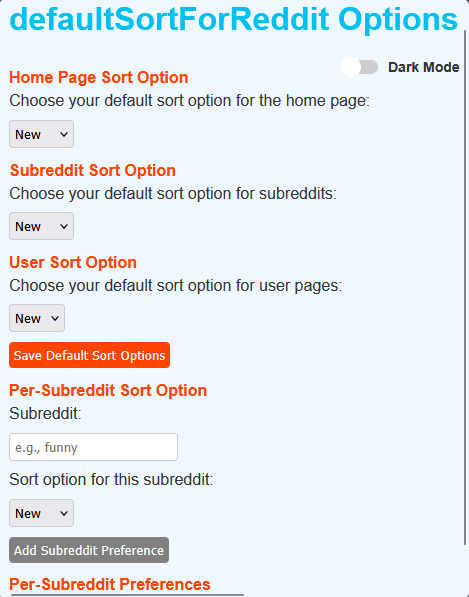 defaultSortForReddit Options
Dark Mode
Home Page Sort Option
Choose your default sort option for the home page:
New
Subreddit Sort Option
Choose your default sort option for subreddits:
New
User Sort Option
Choose your default sort option for user pages:
New
Save Default Sort Options
Per-Subreddit Sort Option
Subreddit:
e.g., funny
Sort option for this subreddit:
New
Add Subreddit Preference
Per-Subreddit Preferences